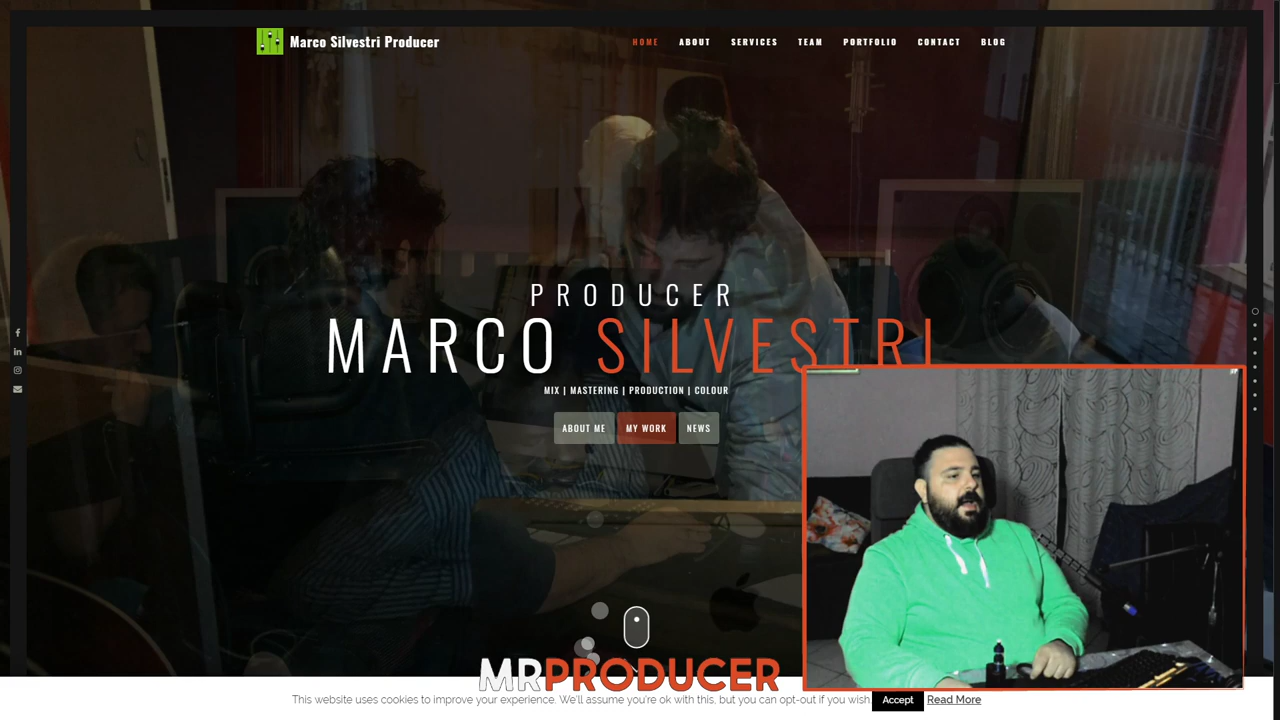 Marco Silvestri Producer
HOME ABOUT SERVICES TEAM PORTFOLIO CONTACT BLOG
PRODUCER
MARCO SILVESTRI
MIX | MASTERING | PRODUCTION | COLOUR
ABOUT ME MY WORK NEWS
MRPRODUCER
This website uses cookies to improve your experience. We'll assume you're ok with this, but you can opt-out if you wish. Accept Read More